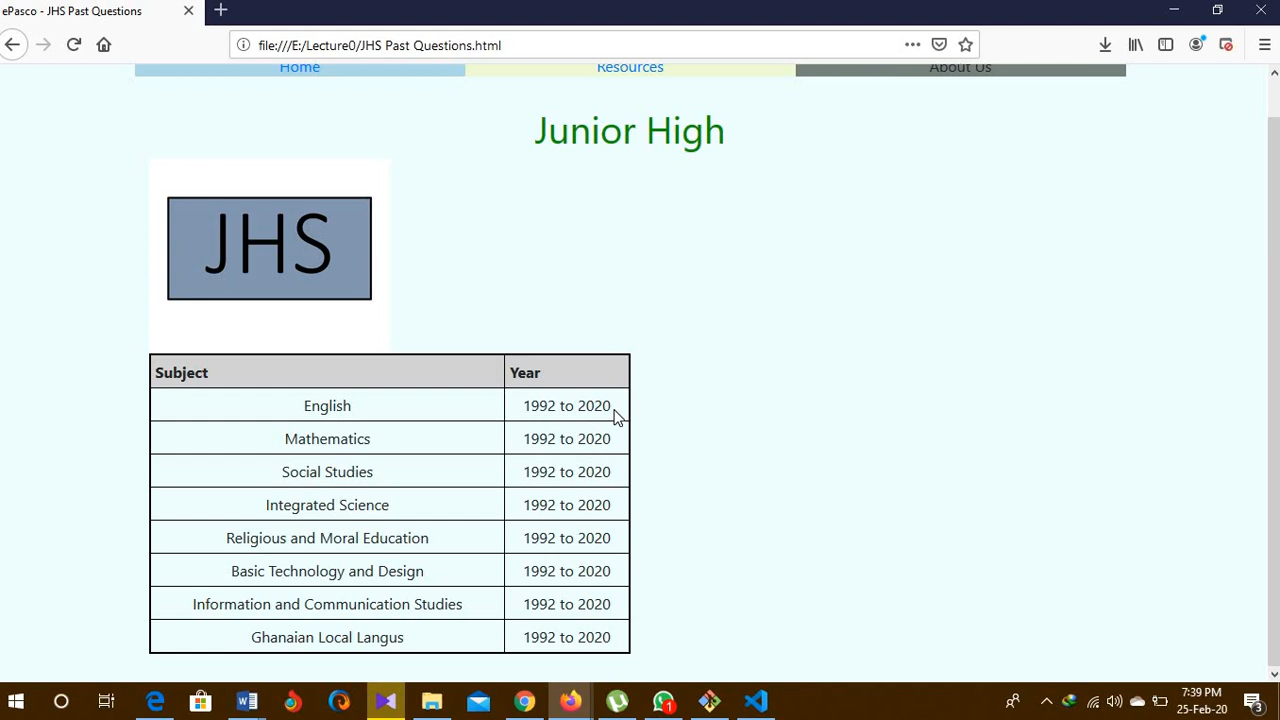 ePasco - JHS Past Questions
file:///E:/Lecture0/JHS Past Questions.html
Home Resources About Us
Junior High
JHS
Subject Year
English 1992 to 2020
Mathematics 1992 to 2020
Social Studies 1992 to 2020
Integrated Science 1992 to 2020
Religious and Moral Education 1992 to 2020
Basic Technology and Design 1992 to 2020
Information and Communication Studies 1992 to 2020
Ghanaian Local Langus 1992 to 2020
1
7:39 PM
25-Feb-20
3